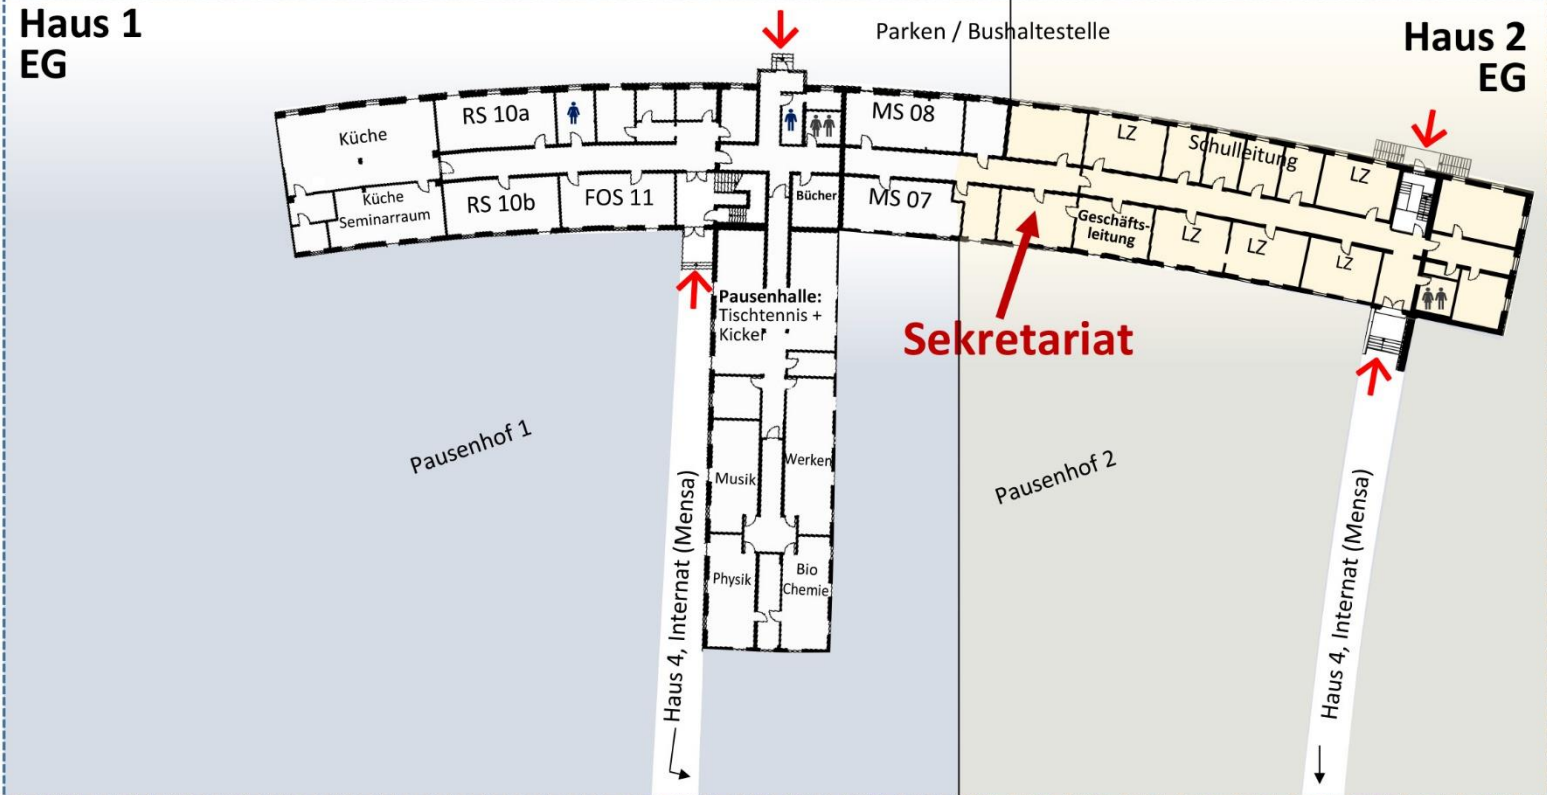 Haus 1
EG
Parken / Bushaltestelle
Haus 2
EG
Küche
RS 10a
MS 08
LZ
Schulleitung
LZ
Küche
Seminarraum
RS 10b
FOS 11
Bücher
MS 07
Geschäfts-
leitung
LZ
LZ
LZ
Pausenhalle:
Tischtennis +
Kicker
Sekretariat
Pausenhof 1
Musik
Werken
Pausenhof 2
Physik
Bio
Chemie
Haus 4, Internat (Mensa)
Haus 4, Internat (Mensa)